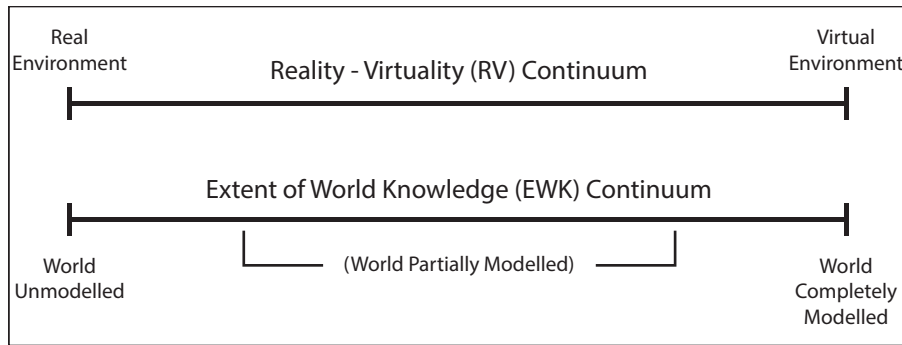 Real
Environment
Virtual
Environment
Reality - Virtuality (RV) Continuum
Extent of World Knowledge (EWK) Continuum
(World Partially Modelled)
World
Unmodelled
World
Completely
Modelled